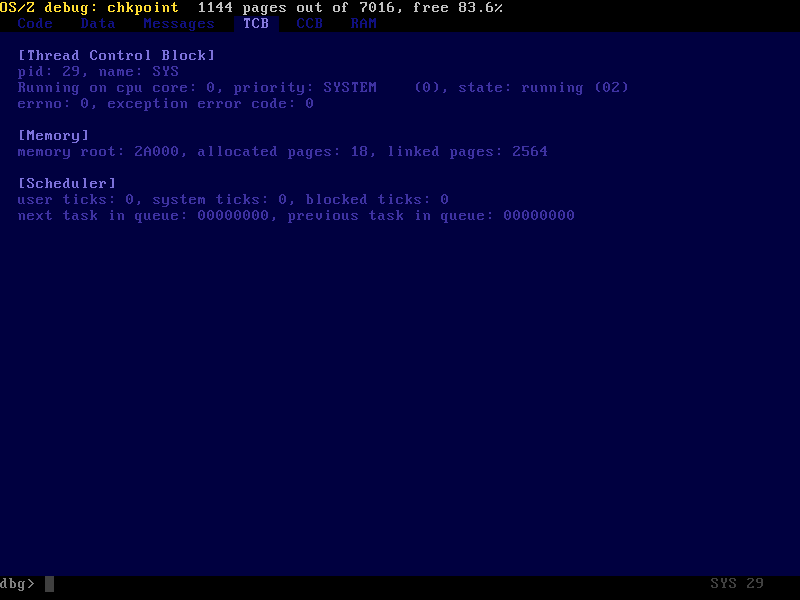 OS/Z debug: chkpoint  1144 pages out of 7016, free 83.6%
Code Data Messages TCB CCB RAM
[Thread Control Block]
pid: 29, name: SYS
Running on cpu core: 0, priority: SYSTEM    (0), state: running (02)
errno: 0, exception error code: 0
[Memory]
memory root: 2A000, allocated pages: 18, linked pages: 2564
[Scheduler]
user ticks: 0, system ticks: 0, blocked ticks: 0
next task in queue: 00000000, previous task in queue: 00000000
dbg> SYS 29